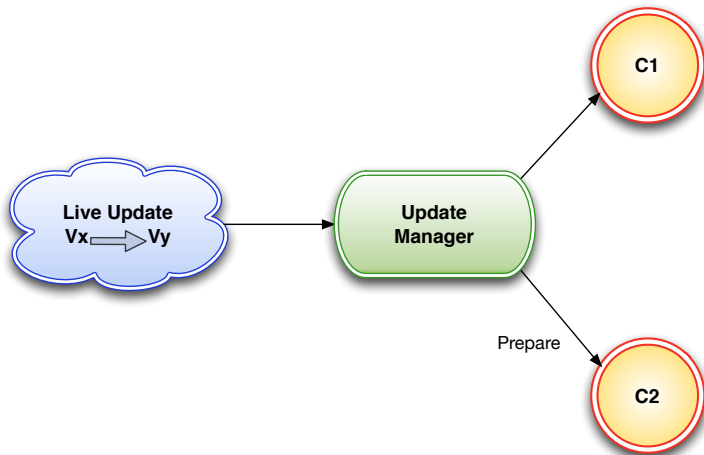 C1
Live Update
Vx Vy
Update
Manager
Prepare
C2